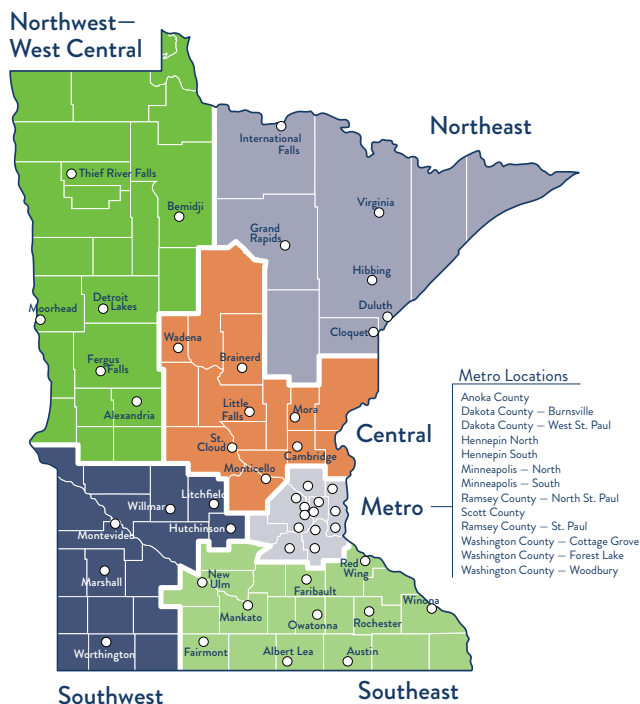 Northwest—
West Central
Northeast
International
Falls
Thief River Falls
Bemidji
Virginia
Grand
Rapids
Hibbing
Detroit
Lakes
Moorhead
Duluth
Cloquet
Wadena
Brainerd
Fergus
Falls
Alexandria
Little
Falls
Mora
St.
Cloud
Cambridge
Monticello
Central
Metro
Metro Locations
Anoka County
Dakota County — Burnsville
Dakota County — West St. Paul
Hennepin North
Hennepin South
Minneapolis — North
Minneapolis — South
Ramsey County — North St. Paul
Scott County
Ramsey County — St. Paul
Washington County — Cottage Grove
Washington County — Forest Lake
Washington County — Woodbury
Litchfield
Willmar
Hutchinson
Montevideo
Marshall
New
Ulm
Red
Wing
Faribault
Mankato
Owatonna
Rochester
Winona
Worthington
Fairmont
Albert Lea
Austin
Southwest
Southeast